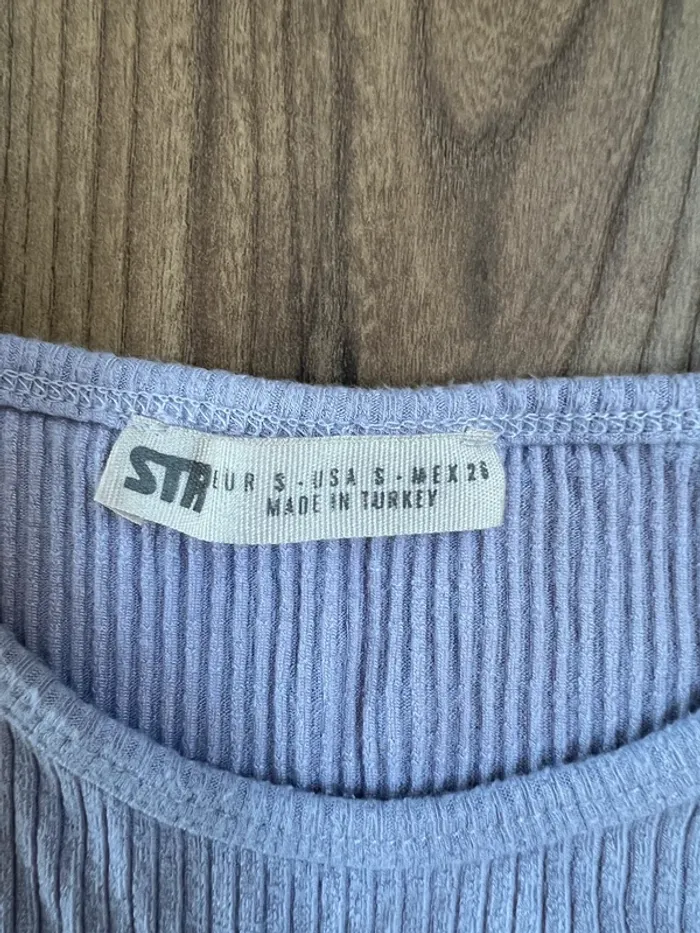 STR
EUR S - USA S - MEX 26
MADE IN TURKEY